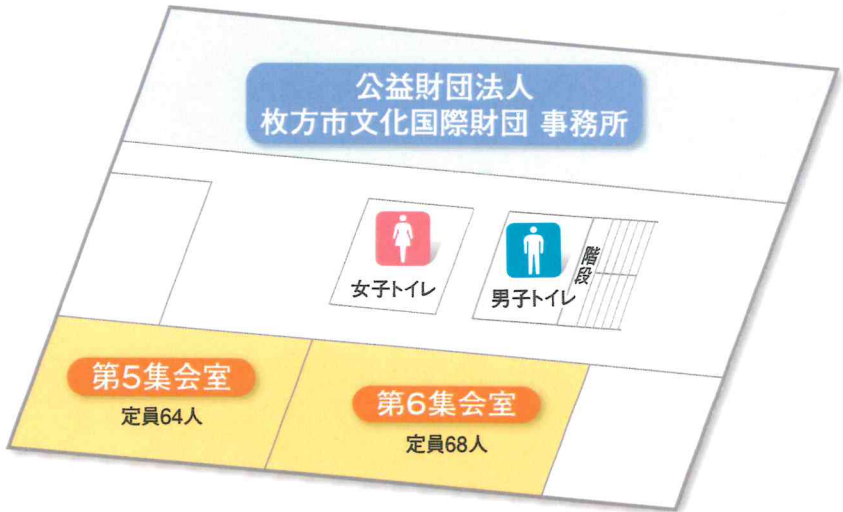 公益財団法人
枚方市文化国際財団 事務所
女子トイレ
男子トイレ
階段
第5集会室
定員64人
第6集会室
定員68人